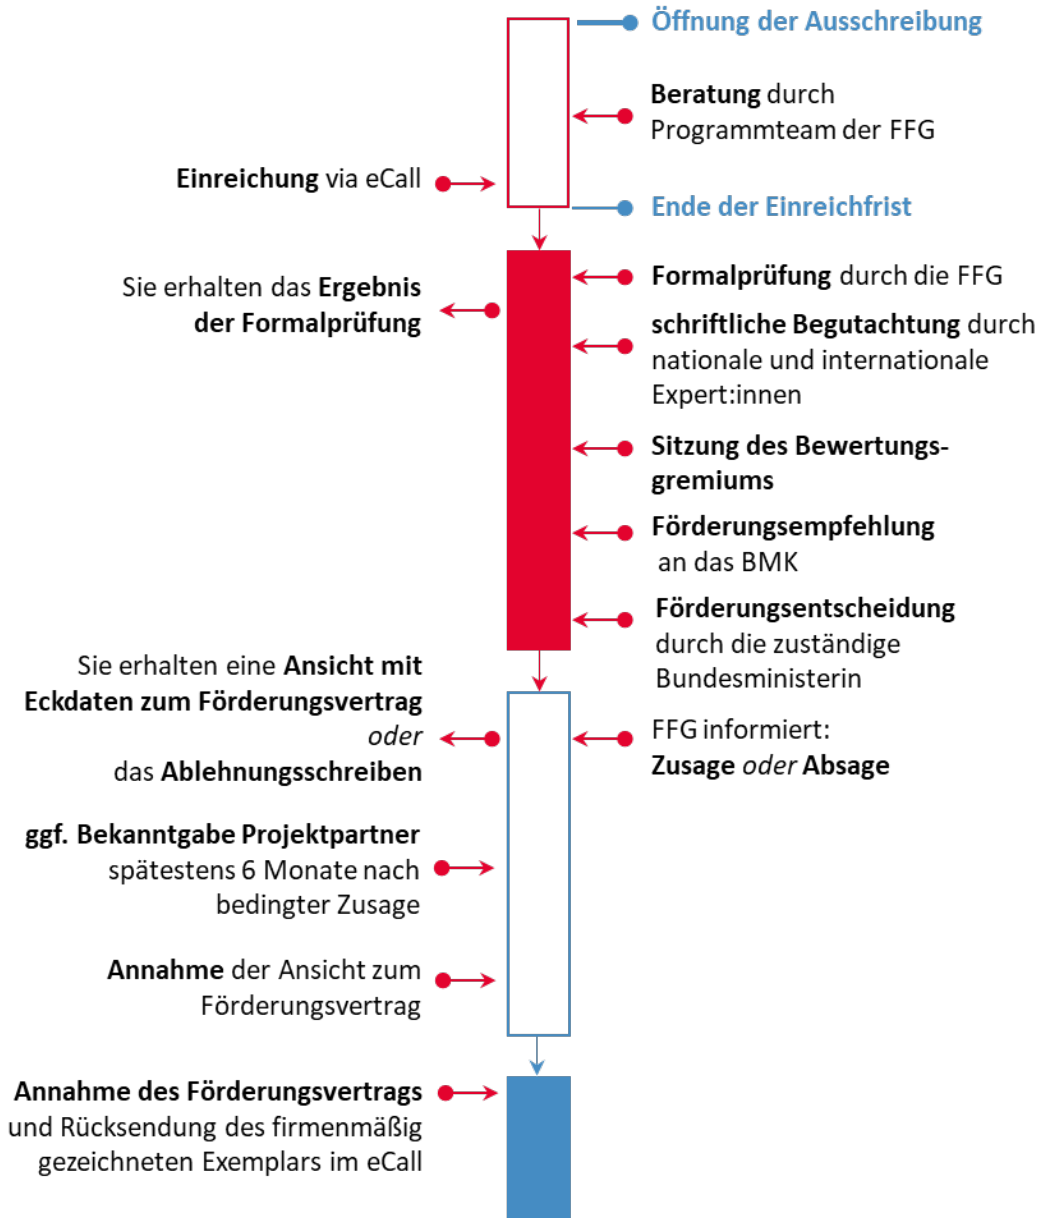 Öffnung der Ausschreibung
Beratung durch
Programmteam der FFG
Einreichung via eCall
Ende der Einreichfrist
Formalprüfung durch die FFG
Sie erhalten das Ergebnis
der Formalprüfung
schriftliche Begutachtung durch
nationale und internationale
Expert:innen
Sitzung des Bewertungs-
gremiums
Förderungsempfehlung
an das BMK
Förderungsentscheidung
durch die zuständige
Bundesministerin
Sie erhalten eine Ansicht mit
Eckdaten zum Förderungsvertrag
oder
das Ablehnungsschreiben
FFG informiert:
Zusage oder Absage
ggf. Bekanntgabe Projektpartner
spätestens 6 Monate nach
bedingter Zusage
Annahme der Ansicht zum
Förderungsvertrag
Annahme des Förderungsvertrags
und Rücksendung des firmenmäßig
gezeichneten Exemplars im eCall